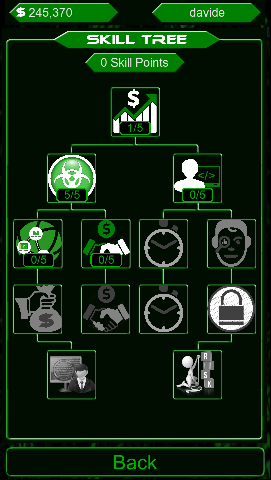 $ 245,370
davide
SKILL TREE
0 Skill Points
$
1/5
5/5
</>
0/5
0/5
$
0/5
$
$
RISK
Back